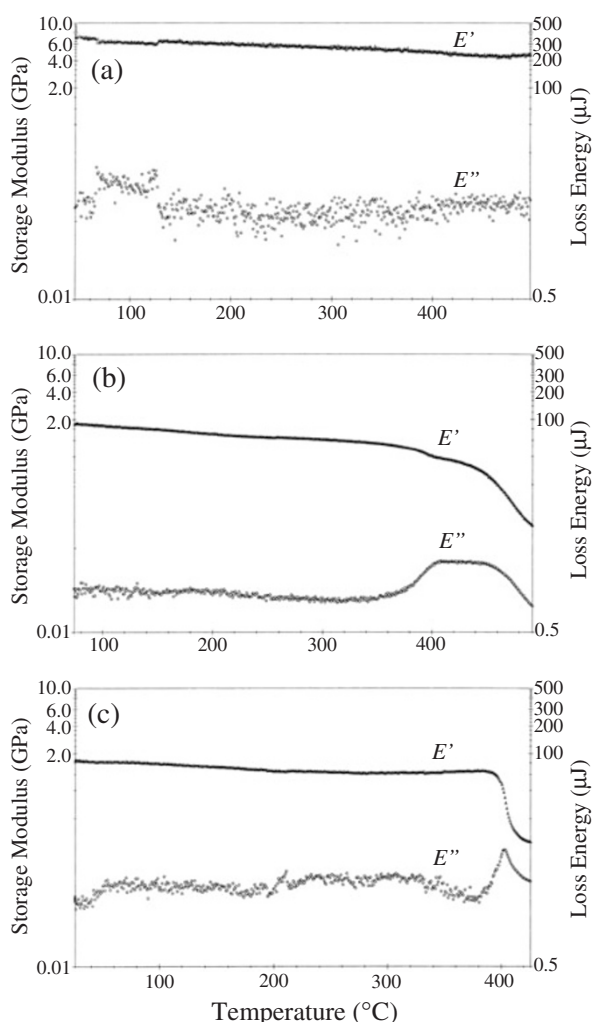 (a)
Storage Modulus (GPa)
10.0
6.0
4.0
2.0
0.01
E’
E’’
500
300
200
100
0.5
Loss Energy (μJ)
100 200 300 400
(b)
Storage Modulus (GPa)
10.0
6.0
4.0
2.0
0.01
E’
E’’
500
300
200
100
0.5
Loss Energy (μJ)
100 200 300 400
(c)
Storage Modulus (GPa)
10.0
6.0
4.0
2.0
0.01
E’
E’’
500
300
200
100
0.5
Loss Energy (μJ)
100 200 300 400
Temperature (°C)